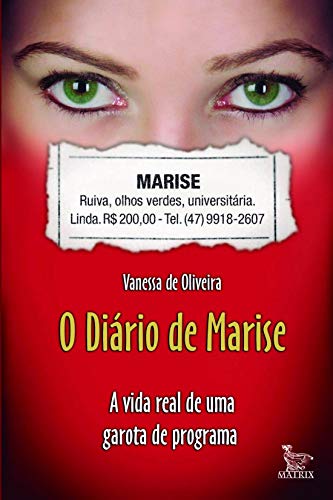 MARISE
Ruiva, olhos verdes, universitária.
Linda. R$ 200,00 - Tel. (47) 9918-2607
Vanessa de Oliveira
O Diário de Marise
A vida real de uma
garota de programa
MATRIX